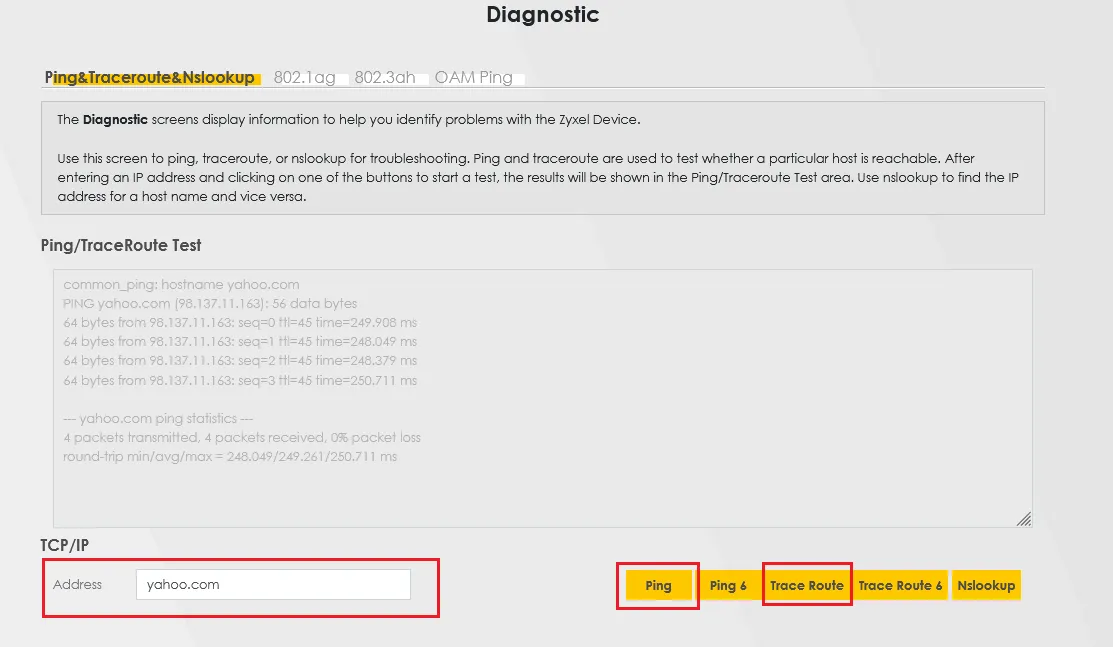 Diagnostic
Ping&Traceroute&Nslookup 802.1ag 802.3ah OAM Ping
The Diagnostic screens display information to help you identify problems with the Zyxel Device.
Use this screen to ping, traceroute, or nslookup for troubleshooting. Ping and traceroute are used to test whether a particular host is reachable. After
entering an IP address and clicking on one of the buttons to start a test, the results will be shown in the Ping/Traceroute Test area. Use nslookup to find the IP
address for a host name and vice versa.
Ping/TraceRoute Test
common_ping: hostname yahoo.com
PING yahoo.com (98.137.11.163): 56 data bytes
64 bytes from 98.137.11.163: seq=0 ttl=45 time=249.908 ms
64 bytes from 98.137.11.163: seq=1 ttl=45 time=248.049 ms
64 bytes from 98.137.11.163: seq=2 ttl=45 time=248.379 ms
64 bytes from 98.137.11.163: seq=3 ttl=45 time=250.711 ms
--- yahoo.com ping statistics ---
4 packets transmitted, 4 packets received, 0% packet loss
round-trip min/avg/max = 248.049/249.261/250.711 ms
TCP/IP
Address yahoo.com Ping Ping 6 Trace Route Trace Route 6 Nslookup